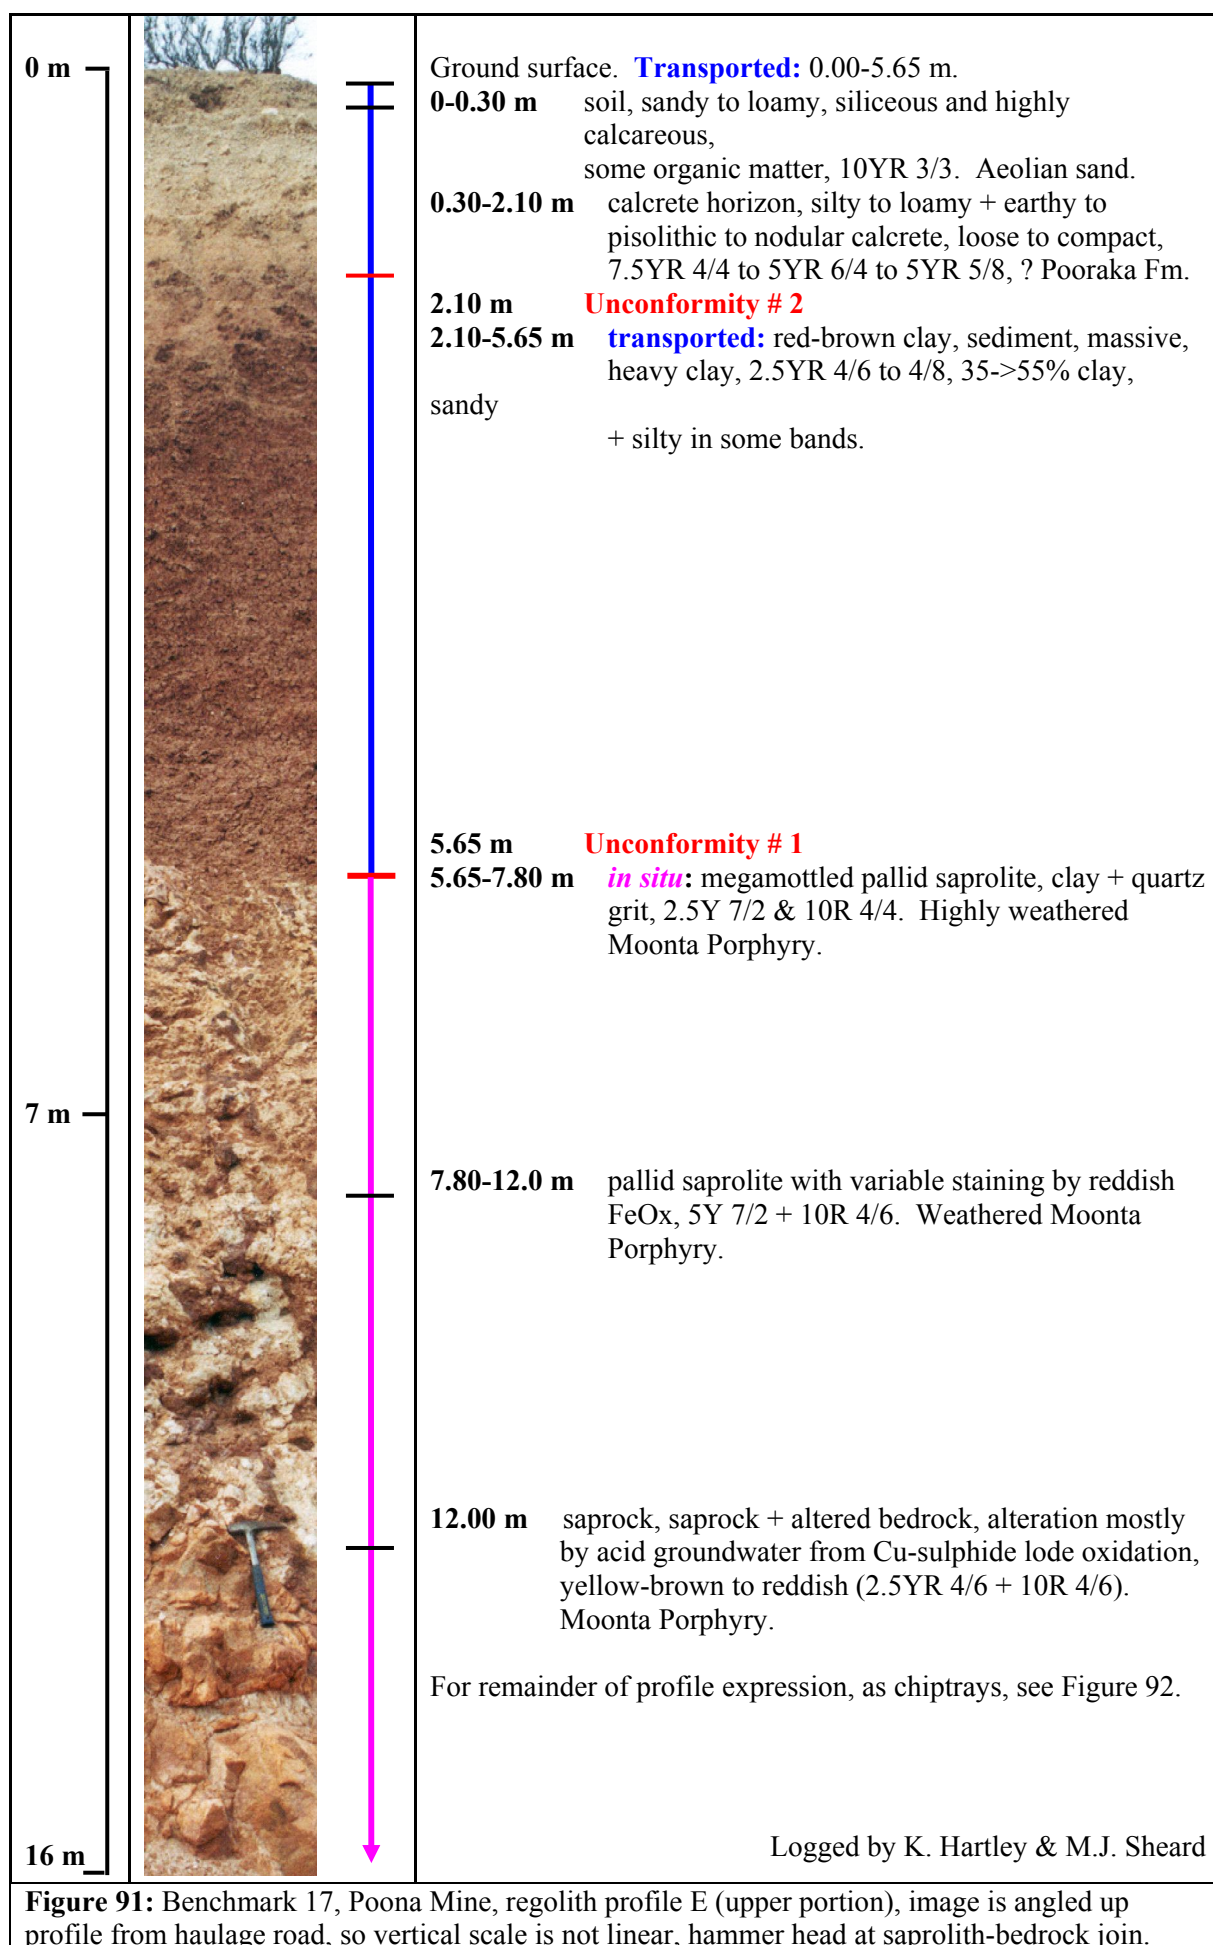 0 m
Ground surface. Transported: 0.00-5.65 m.
0-0.30 m soil, sandy to loamy, siliceous and highly
calcareous,
some organic matter, 10YR 3/3. Aeolian sand.
0.30-2.10 m calcrete horizon, silty to loamy + earthy to
pisolithic to nodular calcrete, loose to compact,
7.5YR 4/4 to 5YR 6/4 to 5YR 5/8, ? Pooraka Fm.
2.10 m Unconformity # 2
2.10-5.65 m transported: red-brown clay, sediment, massive,
heavy clay, 2.5YR 4/6 to 4/8, 35->55% clay,
sandy
+ silty in some bands.
5.65 m Unconformity # 1
5.65-7.80 m in situ: megamottled pallid saprolite, clay + quartz
grit, 2.5Y 7/2 & 10R 4/4. Highly weathered
Moonta Porphyry.
7 m
7.80-12.0 m pallid saprolite with variable staining by reddish
FeOx, 5Y 7/2 + 10R 4/6. Weathered Moonta
Porphyry.
12.00 m saprock, saprock + altered bedrock, alteration mostly
by acid groundwater from Cu-sulphide lode oxidation,
yellow-brown to reddish (2.5YR 4/6 + 10R 4/6).
Moonta Porphyry.
For remainder of profile expression, as chiptrays, see Figure 92.
Logged by K. Hartley & M.J. Sheard
16 m
Figure 91: Benchmark 17, Poona Mine, regolith profile E (upper portion), image is angled up
profile from haulage road, so vertical scale is not linear, hammer head at saprolith-bedrock join.